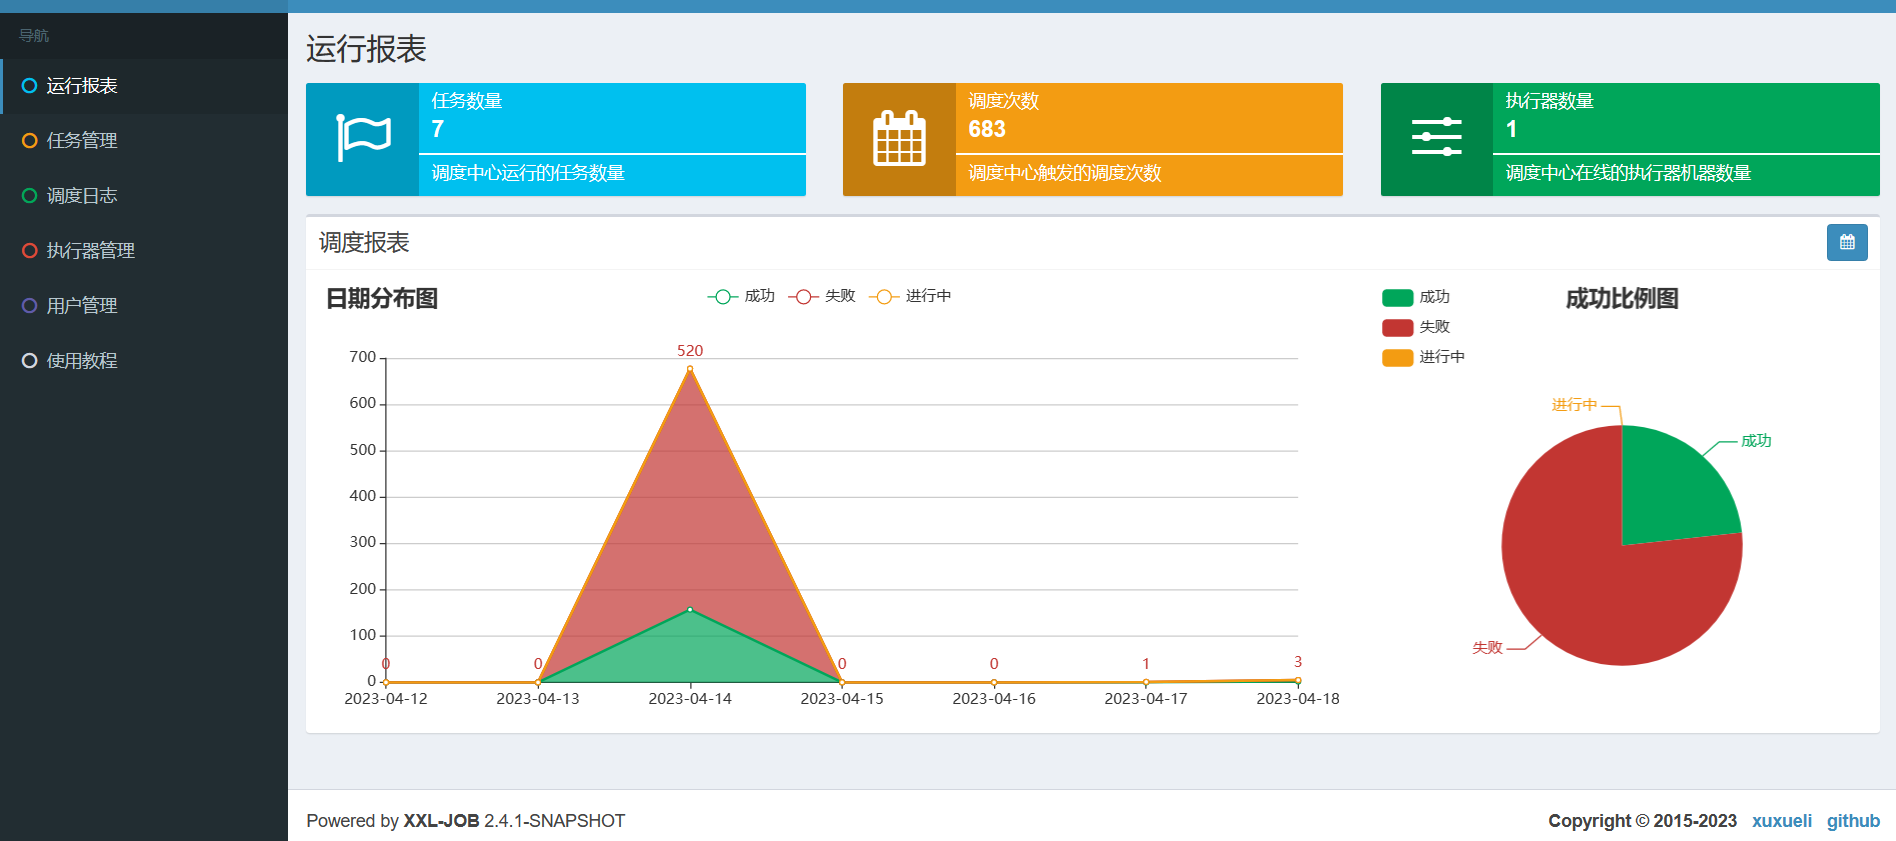 导航
运行报表
任务管理
调度日志
执行器管理
用户管理
使用教程
运行报表
任务数量
7
调度中心运行的任务数量
调度次数
683
调度中心触发的调度次数
执行器数量
1
调度中心在线的执行器机器数量
调度报表
日期分布图
成功 失败 进行中
700
600
500
400
300
200
100
0
520
0 0 0 0 1 3
2023-04-12 2023-04-13 2023-04-14 2023-04-15 2023-04-16 2023-04-17 2023-04-18
成功比例图
成功
失败
进行中
进行中
成功
失败
Powered by XXL-JOB 2.4.1-SNAPSHOT
Copyright © 2015-2023 xuxueli github